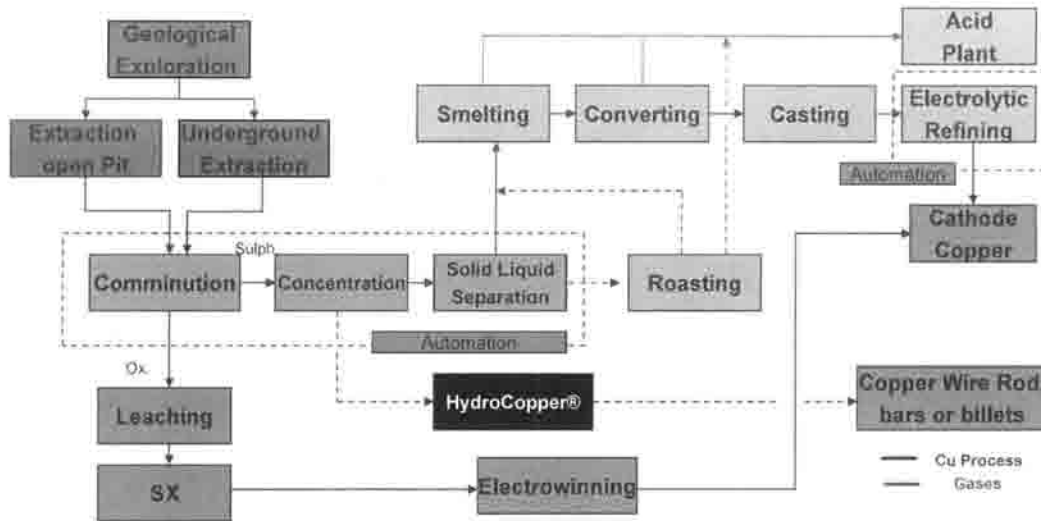 Geological
Exploration
Acid
Plant
Smelting
Converting
Casting
Electrolytic
Refining
Extraction
open Pit
Underground
Extraction
Automation
Cathode
Copper
Sulph
Comminution
Concentration
Solid Liquid
Separation
Roasting
Automation
Ox.
HydroCopper®
Copper Wire Rod
bars or billets
Leaching
Cu Process
Gases
SX
Electrowinning